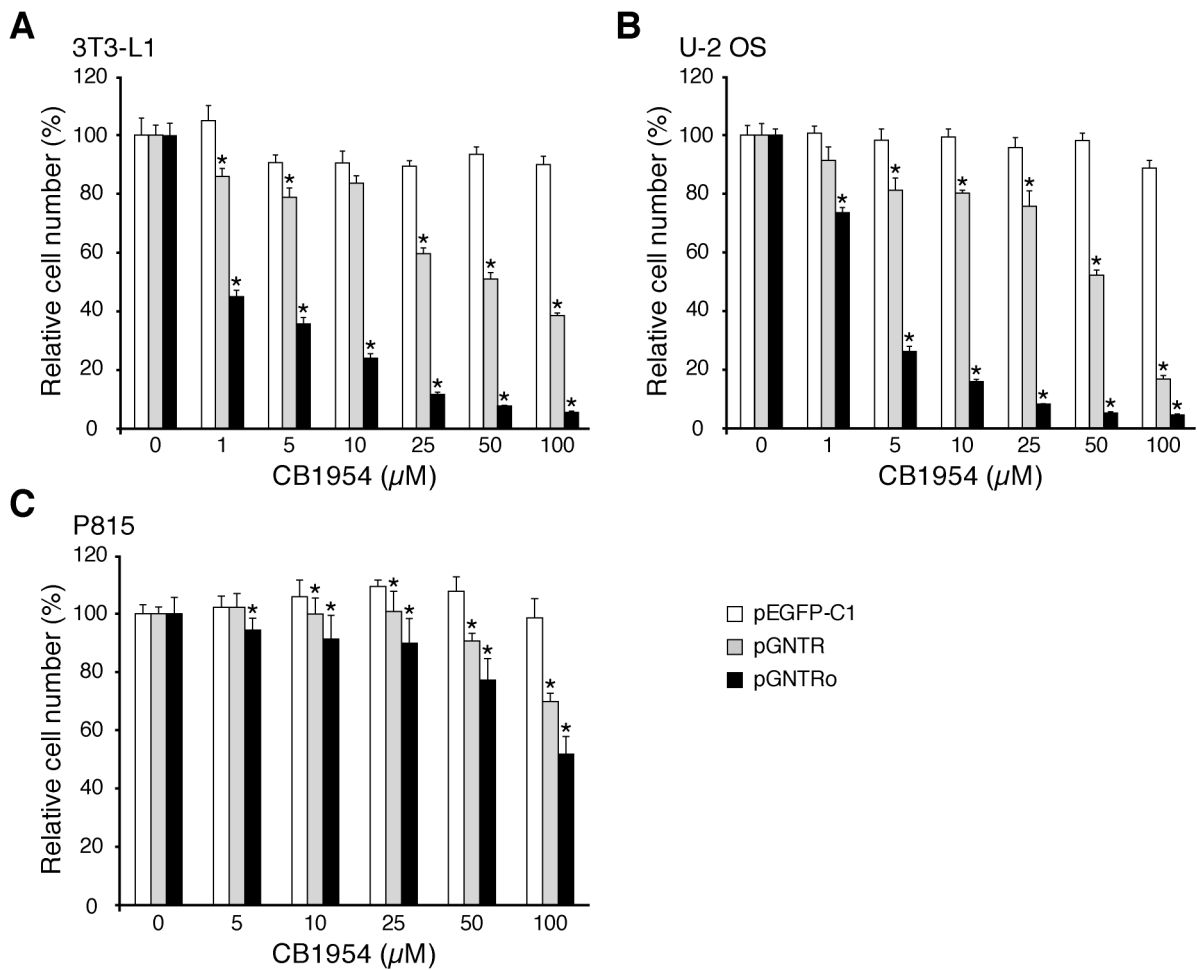 A
3T3-L1
Relative cell number (%)
120
100
80
60
40
20
0
* * * * * * * * * * *
0 1 5 10 25 50 100
CB1954 (µM)
B
U-2 OS
Relative cell number (%)
120
100
80
60
40
20
0
* * * * * * * * * * *
0 1 5 10 25 50 100
CB1954 (µM)
C
P815
Relative cell number (%)
120
100
80
60
40
20
0
* * * * * * * * *
0 5 10 25 50 100
CB1954 (µM)
pEGFP-C1
pGNTR
pGNTRo